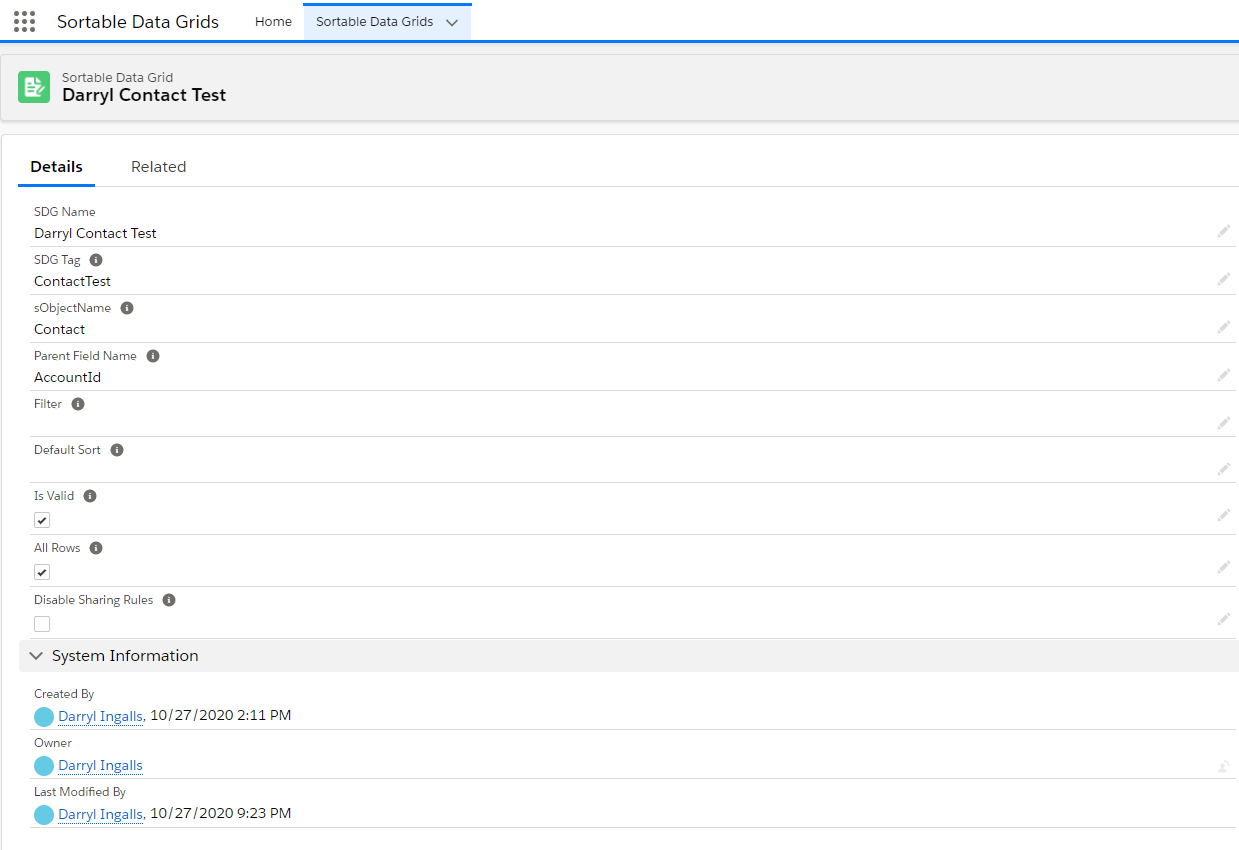 Sortable Data Grids Home Sortable Data Grids
Sortable Data Grid
Darryl Contact Test
Details Related
SDG Name
Darryl Contact Test
SDG Tag
ContactTest
sObjectName
Contact
Parent Field Name
AccountId
Filter
Default Sort
Is Valid
All Rows
Disable Sharing Rules
System Information
Created By
Darryl Ingalls, 10/27/2020 2:11 PM
Owner
Darryl Ingalls
Last Modified By
Darryl Ingalls, 10/27/2020 9:23 PM